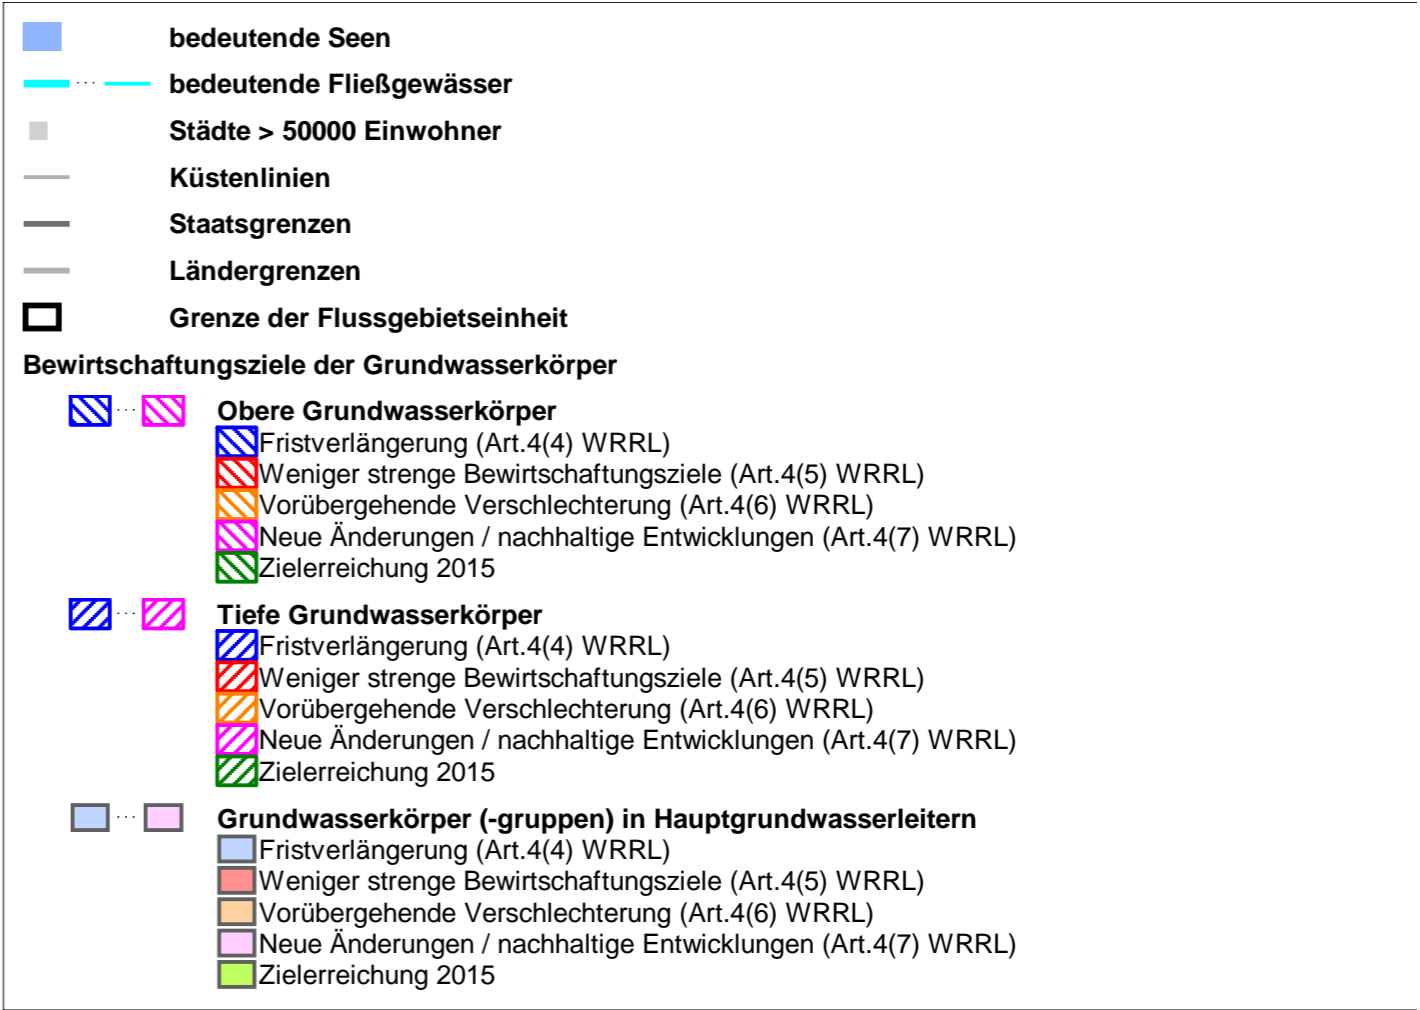 bedeutende Seen
bedeutende Fließgewässer
Städte > 50000 Einwohner
Küstenlinien
Staatsgrenzen
Ländergrenzen
Grenze der Flussgebietseinheit
Bewirtschaftungsziele der Grundwasserkörper
Obere Grundwasserkörper
Fristverlängerung (Art.4(4) WRRL)
Weniger strenge Bewirtschaftungsziele (Art.4(5) WRRL)
Vorübergehende Verschlechterung (Art.4(6) WRRL)
Neue Änderungen / nachhaltige Entwicklungen (Art.4(7) WRRL)
Zielerreichung 2015
Tiefe Grundwasserkörper
Fristverlängerung (Art.4(4) WRRL)
Weniger strenge Bewirtschaftungsziele (Art.4(5) WRRL)
Vorübergehende Verschlechterung (Art.4(6) WRRL)
Neue Änderungen / nachhaltige Entwicklungen (Art.4(7) WRRL)
Zielerreichung 2015
Grundwasserkörper (-gruppen) in Hauptgrundwasserleitern
Fristverlängerung (Art.4(4) WRRL)
Weniger strenge Bewirtschaftungsziele (Art.4(5) WRRL)
Vorübergehende Verschlechterung (Art.4(6) WRRL)
Neue Änderungen / nachhaltige Entwicklungen (Art.4(7) WRRL)
Zielerreichung 2015